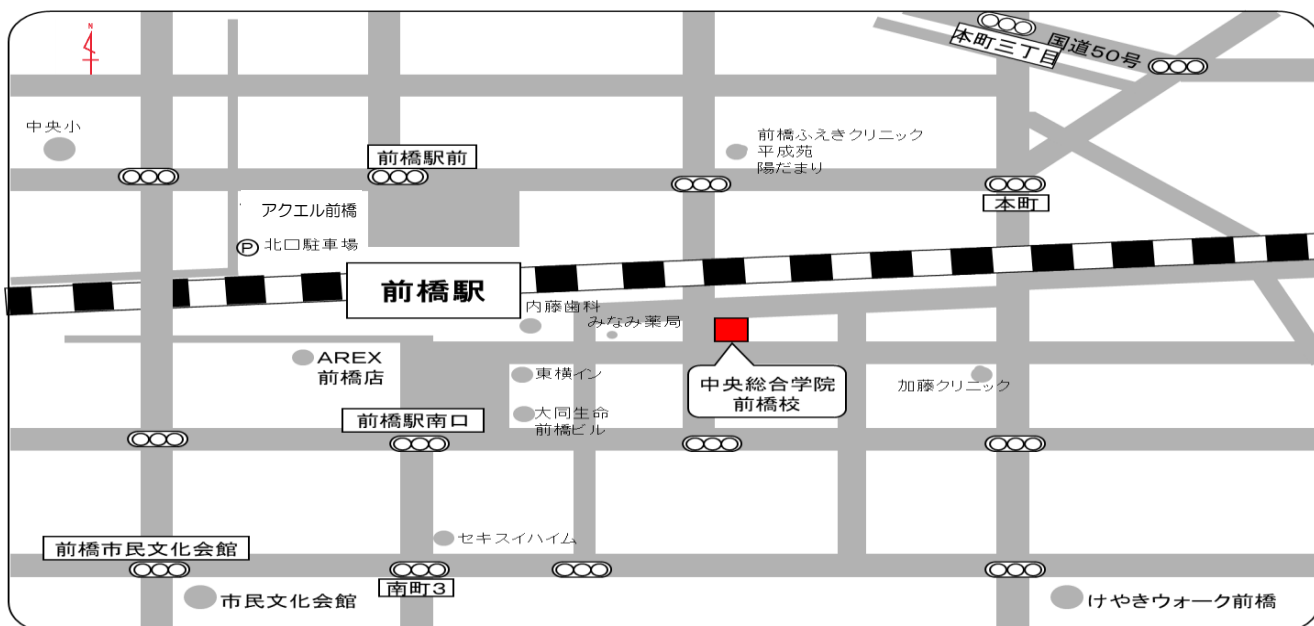 N
本町三丁目
国道50号
中央小
前橋駅前
前橋ふえきクリニック
平成苑
陽だまり
本町
アクエル前橋
P
北口駐車場
前橋駅
内藤歯科
みなみ薬局
AREX
前橋店
東横イン
中央総合学院
前橋校
加藤クリニック
前橋駅南口
大同生命
前橋ビル
セキスイハイム
前橋市民文化会館
南町3
市民文化会館
けやきウォーク前橋